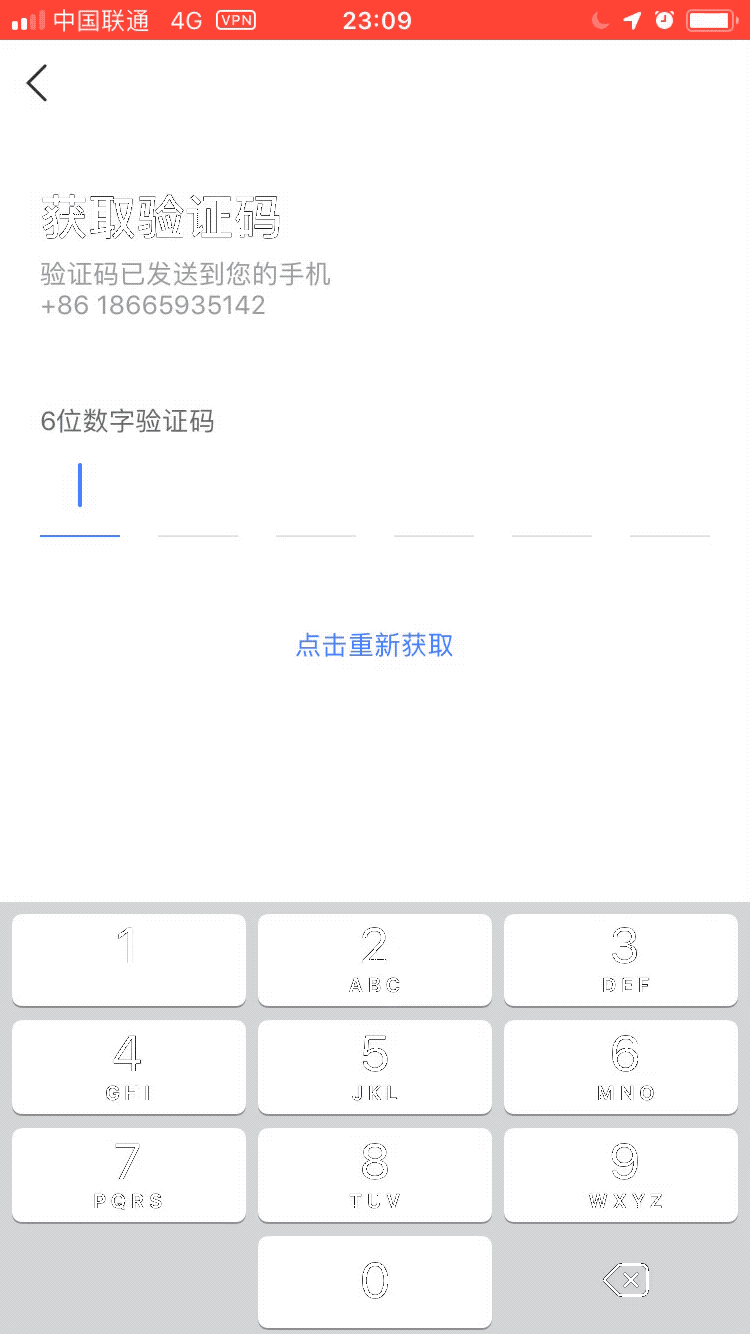 中国联通 4G VPN 23:09
获取验证码
验证码已发送到您的手机
+86 18665935142
6位数字验证码
点击重新获取
1 2 3
ABC DEF
4 5 6
GHI JKL MNO
7 8 9
PQRS TUV WXYZ
0